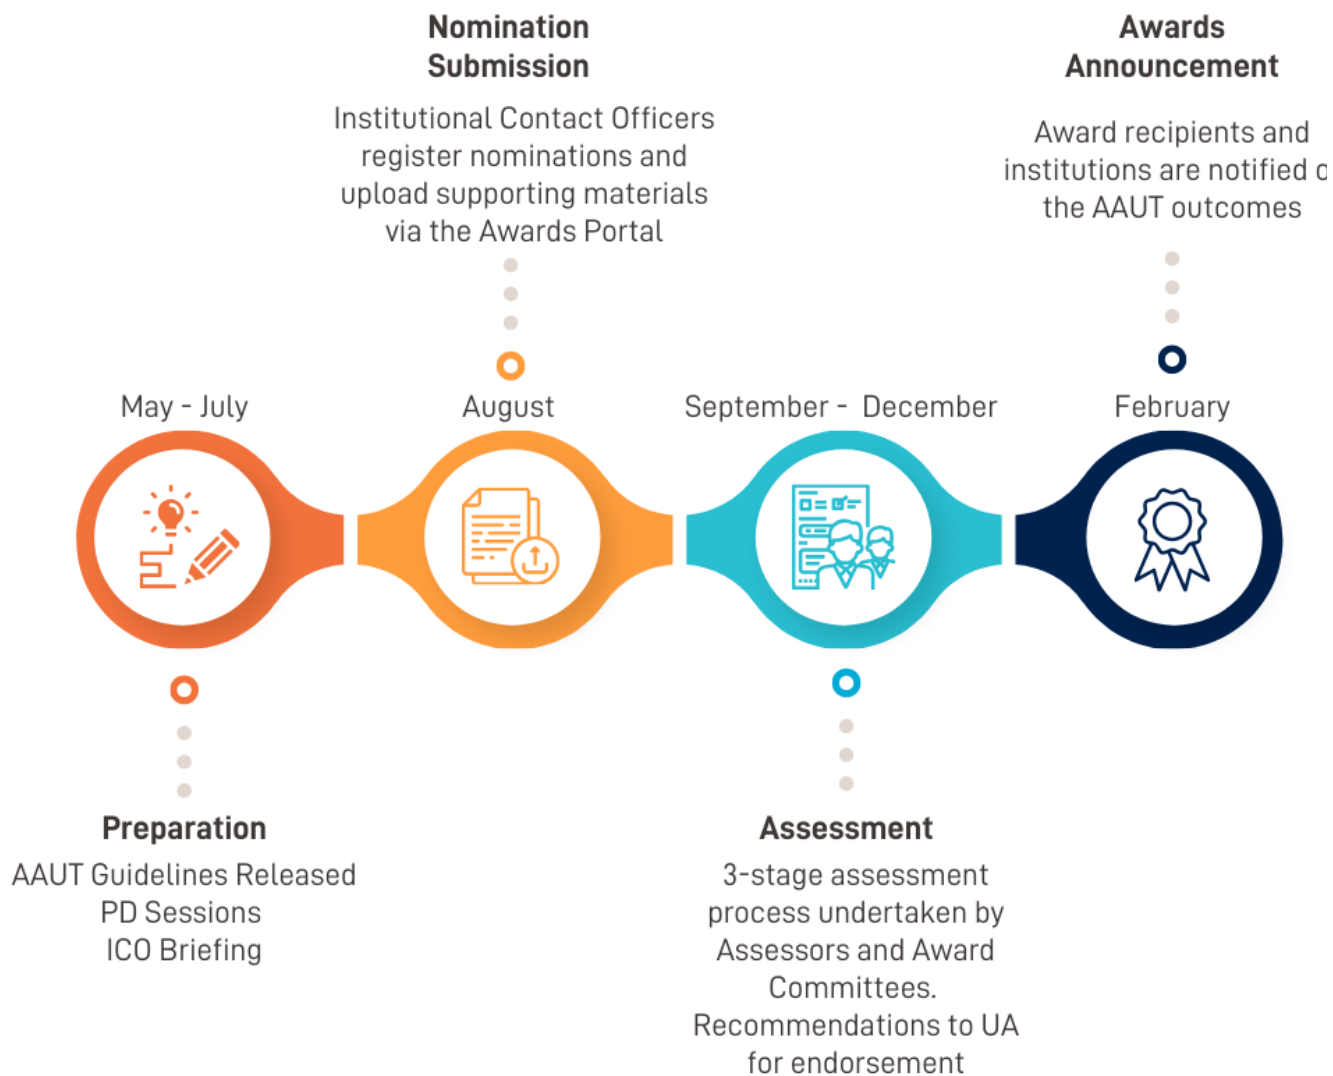 Nomination
Submission
Institutional Contact Officers
register nominations and
upload supporting materials
via the Awards Portal
Awards
Announcement
Award recipients and
institutions are notified
the AAUT outcomes
May - July
August
September - December
February
Preparation
AAUT Guidelines Released
PD Sessions
ICO Briefing
Assessment
3-stage assessment
process undertaken by
Assessors and Award
Committees.
Recommendations to UA
for endorsement